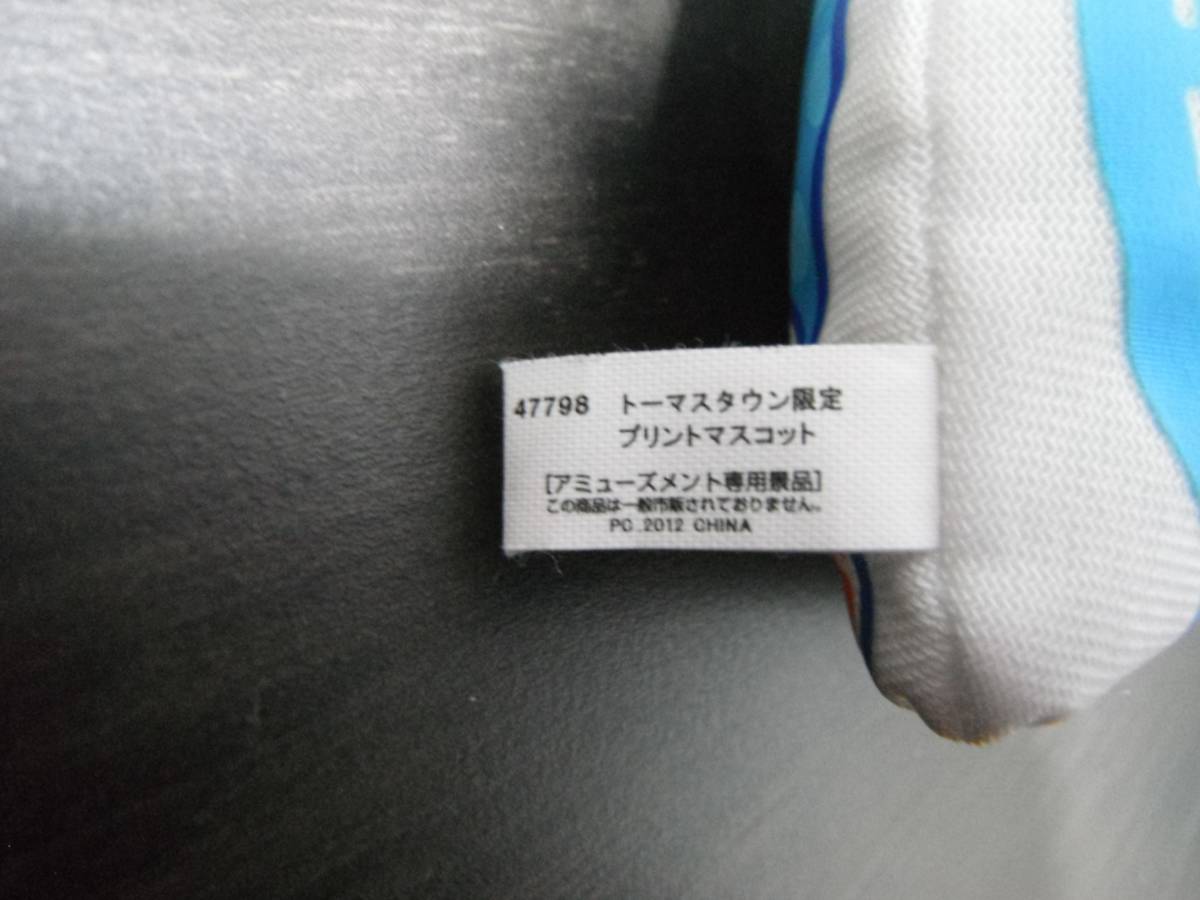 47798 トーマスタウン限定
プリントマスコット
[アミューズメント専用景品]
この商品は一般市販されておりません。
PC.2012 CHINA